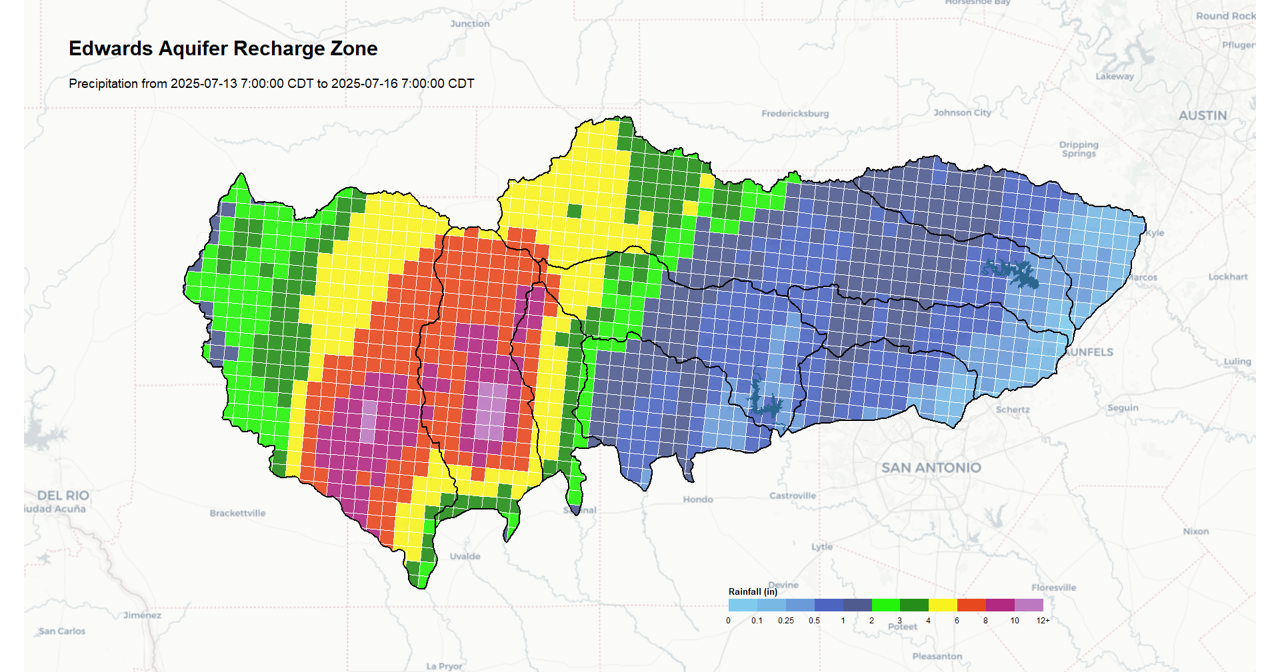 Horseshoe Bay
Junction
Round Rock
Edwards Aquifer Recharge Zone
Pfluger
Lakeway
Precipitation from 2025-07-13 7:00:00 CDT to 2025-07-16 7:00:00 CDT
Fredericksburg
Johnson City
AUSTIN
Dripping
Springs
Kyle
Marcos
Lockhart
AUNFELS
Luling
Schertz
Seguin
SAN ANTONIO
DEL RIO
iudad Acuña
Brackettville
Hondo
Castroville
Nixon
Lytle
Uvalde
Devine
Floresville
Rainfall (in)
0 0.1 0.25 0.5 1 2 3 4 6 8 10 12+
Jiménez
Poteet
San Carlos
Pleasanton
La Pryor